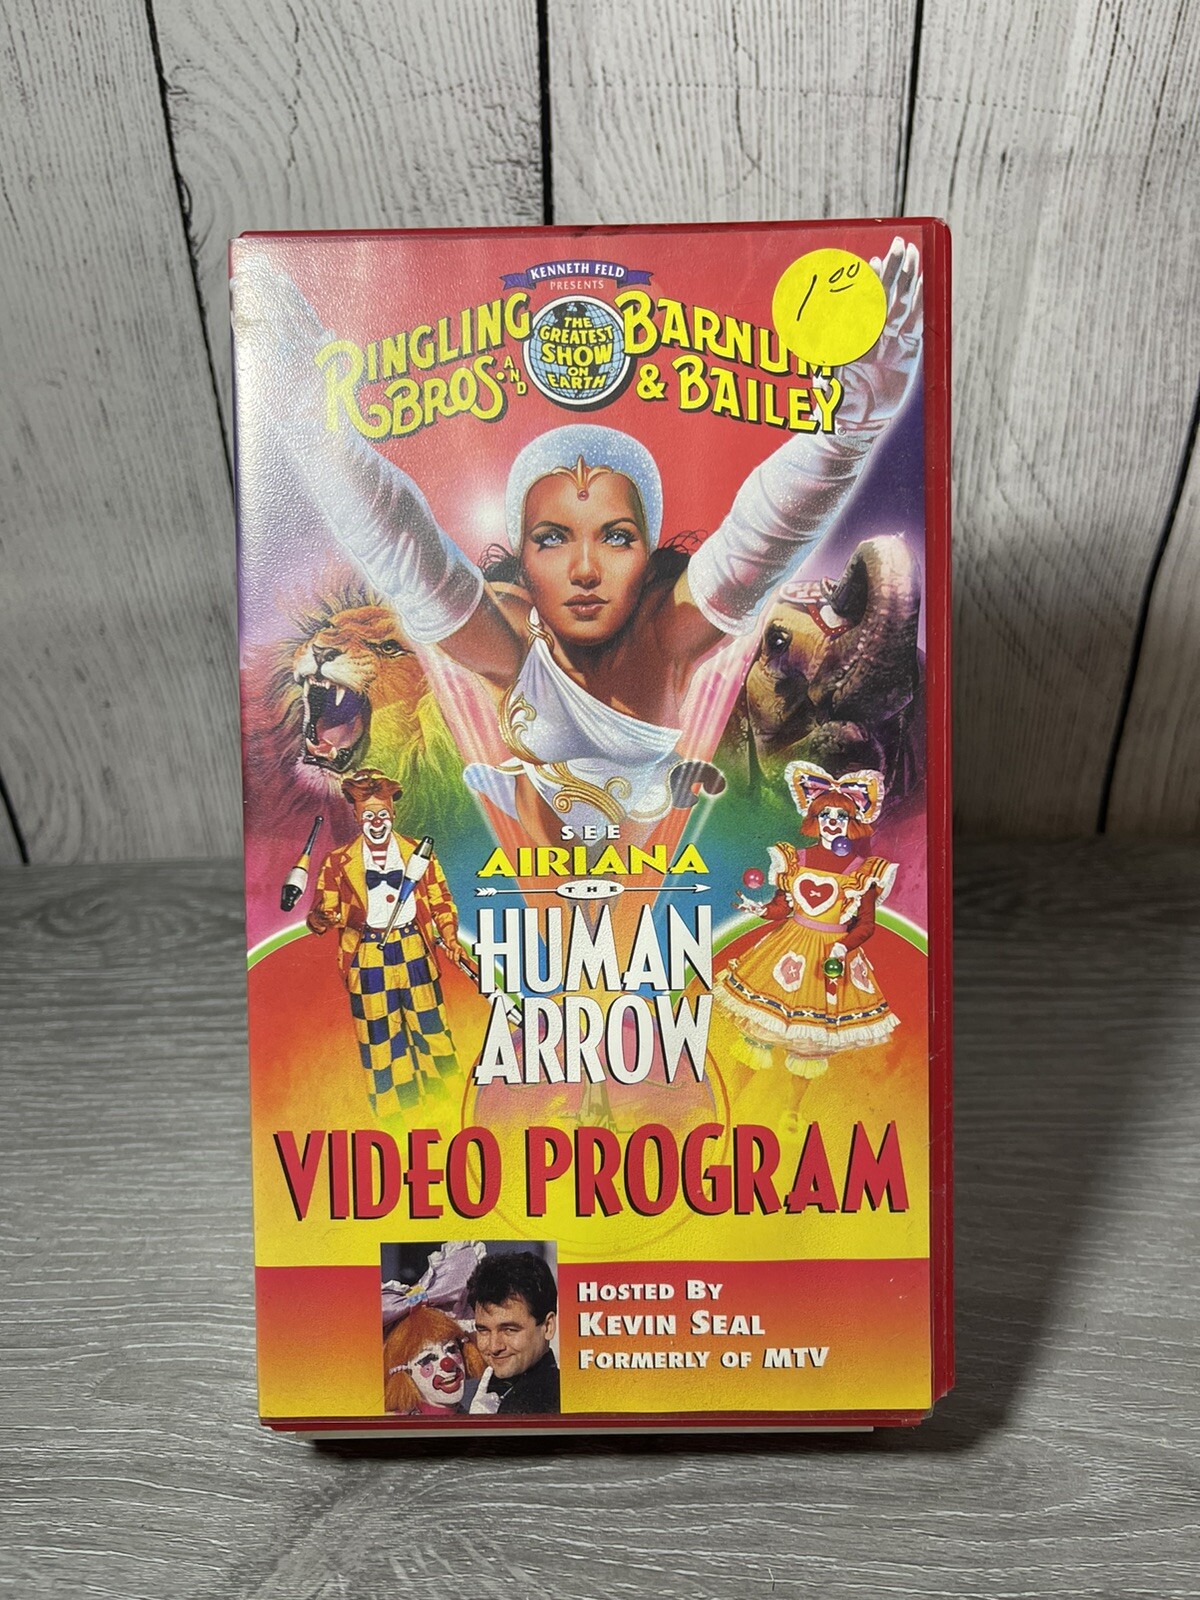 KENNETH FELD
PRESENTS
RINGLING
BROS. AND
THE
GREATEST
SHOW
ON
EARTH
BARNUM
& BAILEY
1.00
SEE
AIRIANA
THE
HUMAN
ARROW
VIDEO PROGRAM
HOSTED BY
KEVIN SEAL
FORMERLY OF MTV